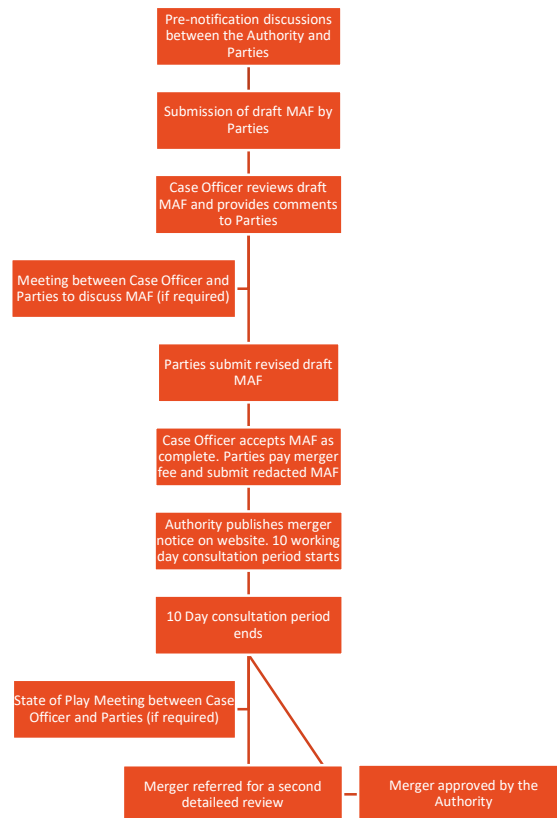 Pre-notification discussions
between the Authority and
Parties
Submission of draft MAF by
Parties
Case Officer reviews draft
MAF and provides comments
to Parties
Meeting between Case Officer and
Parties to discuss MAF (if required)
Parties submit revised draft
MAF
Case Officer accepts MAF as
complete. Parties pay merger
fee and submit redacted MAF
Authority publishes merger
notice on website. 10 working
day consultation period starts
10 Day consultation period
ends
State of Play Meeting between Case
Officer and Parties (if required)
Merger referred for a second
detaileed review
Merger approved by the
Authority